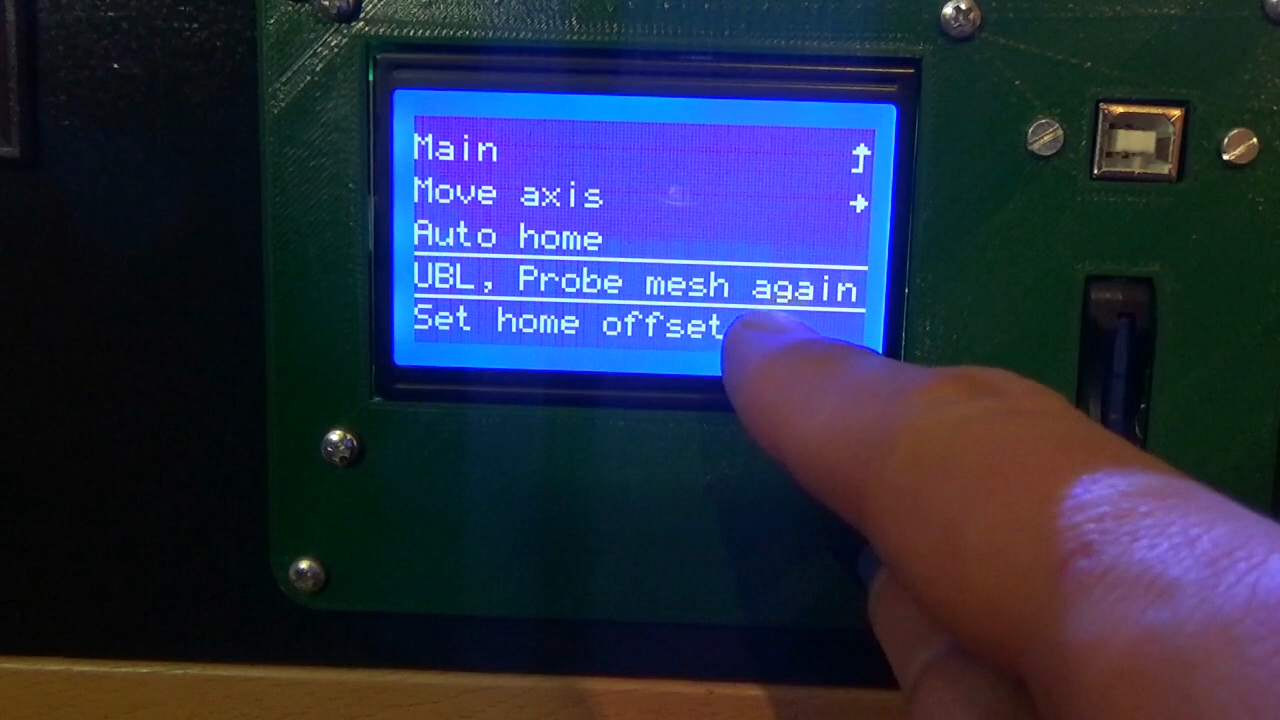 Main
Move axis
Auto home
UBL, Probe mesh again
Set home offset